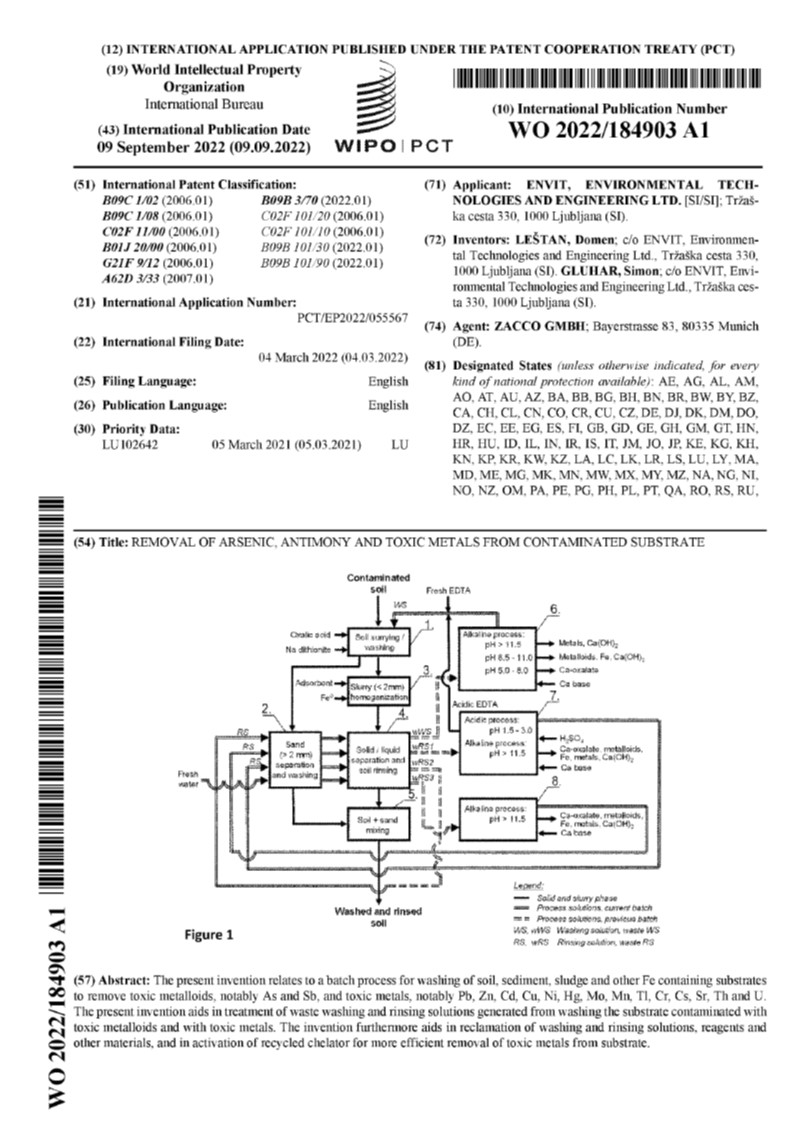 (12) INTERNATIONAL APPLICATION PUBLISHED UNDER THE PATENT COOPERATION TREATY (PCT)
(19) World Intellectual Property
Organization
International Bureau
(43) International Publication Date
09 September 2022 (09.09.2022)
WIPO | PCT
(10) International Publication Number
WO 2022/184903 A1
(51) International Patent Classification:
B09C 1/02 (2006.01) B09B 3/70 (2022.01)
B09C 1/08 (2006.01) C02F 101/20 (2006.01)
C02F 11/00 (2006.01) C02F 101/10 (2006.01)
B01J 20/00 (2006.01) B09B 101/30 (2022.01)
G21F 9/12 (2006.01) B09B 101/90 (2022.01)
A62D 3/33 (2007.01)
(21) International Application Number:
PCT/EP2022/055567
(22) International Filing Date:
04 March 2022 (04.03.2022)
(25) Filing Language: English
(26) Publication Language: English
(30) Priority Data:
LU102642 05 March 2021 (05.03.2021) LU
(71) Applicant: ENVIT, ENVIRONMENTAL TECH-
NOLOGIES AND ENGINEERING LTD. [SI/SI]; Tržaš-
ka cesta 330, 1000 Ljubljana (SI).
(72) Inventors: LEŠTAN, Domen; c/o ENVIT, Environmen-
tal Technologies and Engineering Ltd., Tržaška cesta 330,
1000 Ljubljana (SI). GLUHAR, Simon; c/o ENVIT, Envi-
ronmental Technologies and Engineering Ltd., Tržaška ces-
ta 330, 1000 Ljubljana (SI).
(74) Agent: ZACCO GMBH; Bayerstrasse 83, 80335 Munich
(DE).
(81) Designated States (unless otherwise indicated, for every
kind of national protection available): AE, AG, AL, AM,
AO, AT, AU, AZ, BA, BB, BG, BH, BN, BR, BW, BY, BZ,
CA, CH, CL, CN, CO, CR, CU, CZ, DE, DJ, DK, DM, DO,
DZ, EC, EE, EG, ES, FI, GB, GD, GE, GH, GM, GT, HN,
HR, HU, ID, IL, IN, IR, IS, IT, JM, JO, JP, KE, KG, KH,
KN, KP, KR, KW, KZ, LA, LC, LK, LR, LS, LU, LY, MA,
MD, ME, MG, MK, MN, MW, MX, MY, MZ, NA, NG, NI,
NO, NZ, OM, PA, PE, PG, PH, PL, PT, QA, RO, RS, RU,
(54) Title: REMOVAL OF ARSENIC, ANTIMONY AND TOXIC METALS FROM CONTAMINATED SUBSTRATE
Contaminated
soil
Fresh EDTA
WS
Oxalic acid
Na dithionite
Soil slurrying /
washing
1.
Adsorbent
Fe⁰
Slurry (< 2mm)
homogenization
3.
2.
4.
RS
RS
RS
Fresh
water
Sand
(> 2 mm)
separation
and washing
Solid / liquid
separation and
soil rinsing
wWS
wRS1
wRS2
wRS3
5.
Soil + sand
mixing
6.
Alkaline process:
pH > 11.5
pH 8.5 - 11.0
pH 5.0 - 8.0
Metals, Ca(OH)₂
Metalloids, Fe, Ca(OH)₂
Ca-oxalate
Ca base
Acidic EDTA
7.
Acidic process:
pH 1.5 - 3.0
Alkaline process:
pH > 11.5
H₂SO₄
Ca-oxalate, metalloids,
Fe, metals, Ca(OH)₂
Ca base
8.
Alkaline process:
pH > 11.5
Ca-oxalate, metalloids,
Fe, metals, Ca(OH)₂
Ca base
Washed and rinsed
soil
Legend:
Solid and slurry phase
Process solutions, current batch
Process solutions, previous batch
WS, wWS Washing solution, waste WS
RS, wRS Rinsing solution, waste RS
Figure 1
(57) Abstract: The present invention relates to a batch process for washing of soil, sediment, sludge and other Fe containing substrates
to remove toxic metalloids, notably As and Sb, and toxic metals, notably Pb, Zn, Cd, Cu, Ni, Hg, Mo, Mn, Tl, Cr, Cs, Sr, Th and U.
The present invention aids in treatment of waste washing and rinsing solutions generated from washing the substrate contaminated with
toxic metalloids and with toxic metals. The invention furthermore aids in reclamation of washing and rinsing solutions, reagents and
other materials, and in activation of recycled chelator for more efficient removal of toxic metals from substrate.
WO 2022/184903 A1